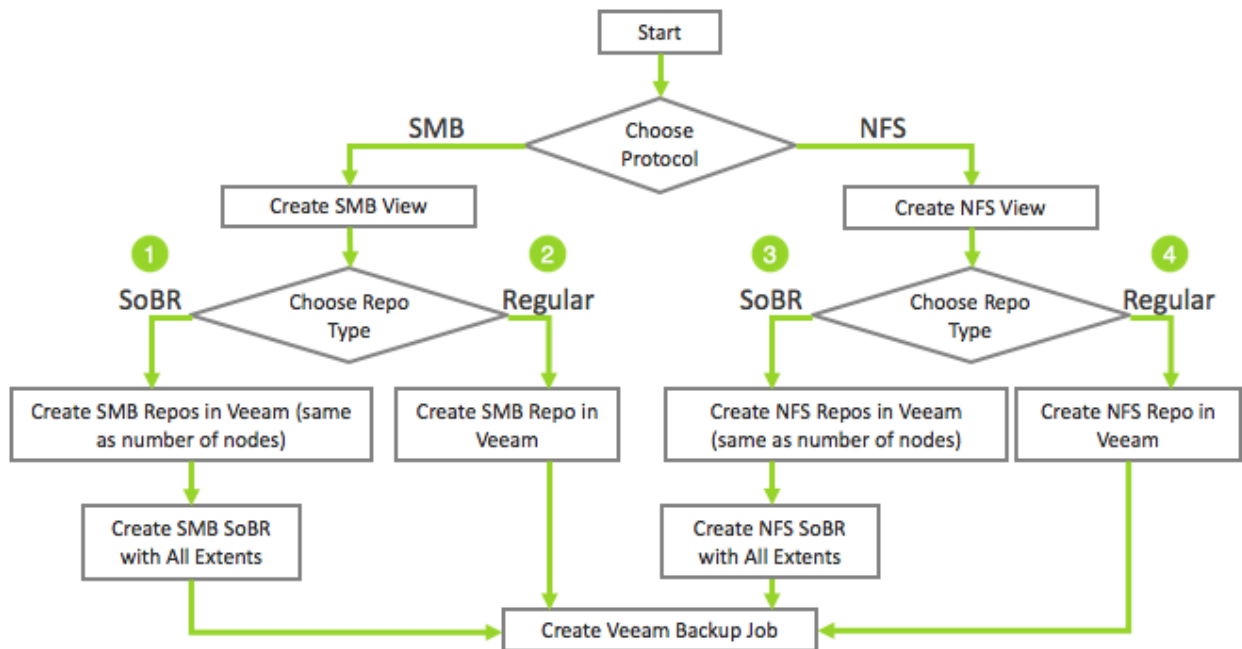 Start
SMB
Choose
Protocol
NFS
Create SMB View
Create NFS View
1
2
3
4
SoBR
Choose Repo
Type
Regular
SoBR
Choose Repo
Type
Regular
Create SMB Repos in Veeam (same
as number of nodes)
Create SMB Repo in
Veeam
Create NFS Repos in Veeam
(same as number of nodes)
Create NFS Repo in
Veeam
Create SMB SoBR
with All Extents
Create NFS SoBR
with All Extents
Create Veeam Backup Job